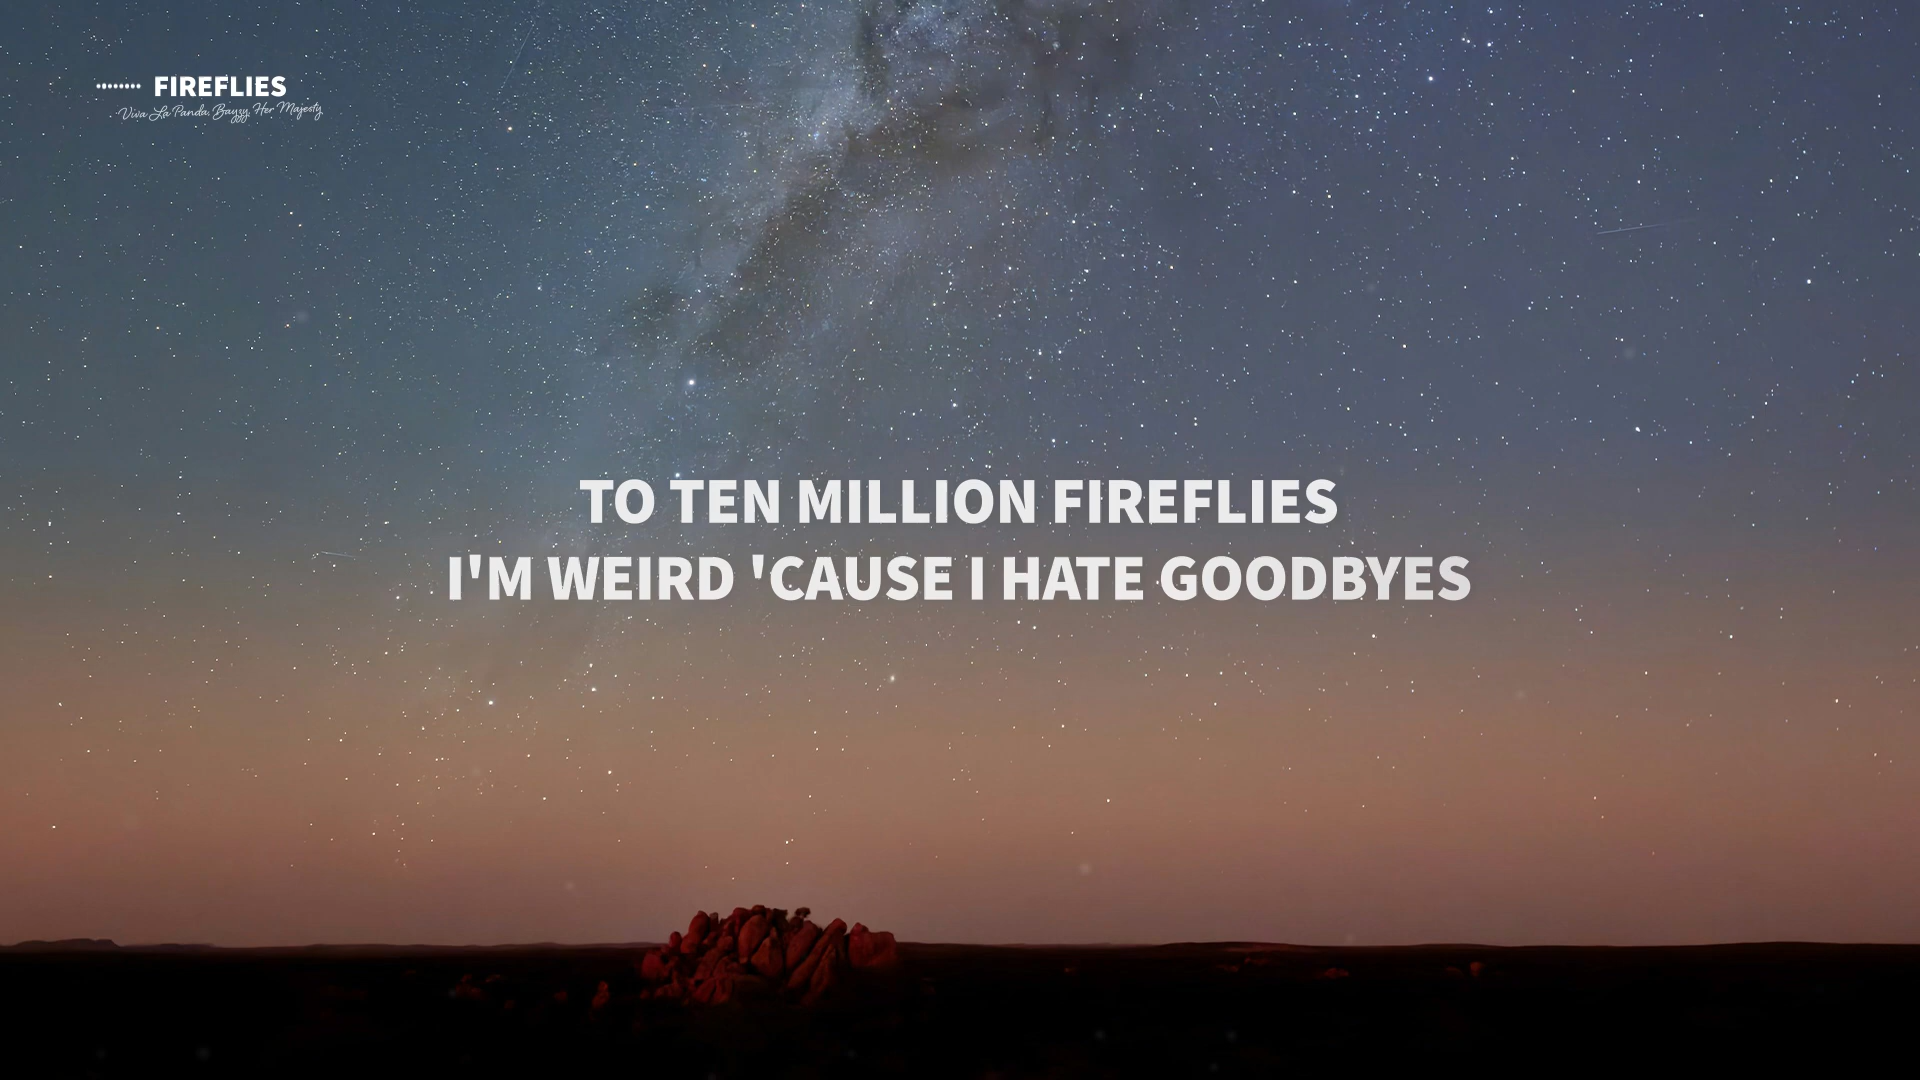 FIREFLIES
Viva La Panda, Bayzy, Her Majesty
TO TEN MILLION FIREFLIES
I'M WEIRD 'CAUSE I HATE GOODBYES